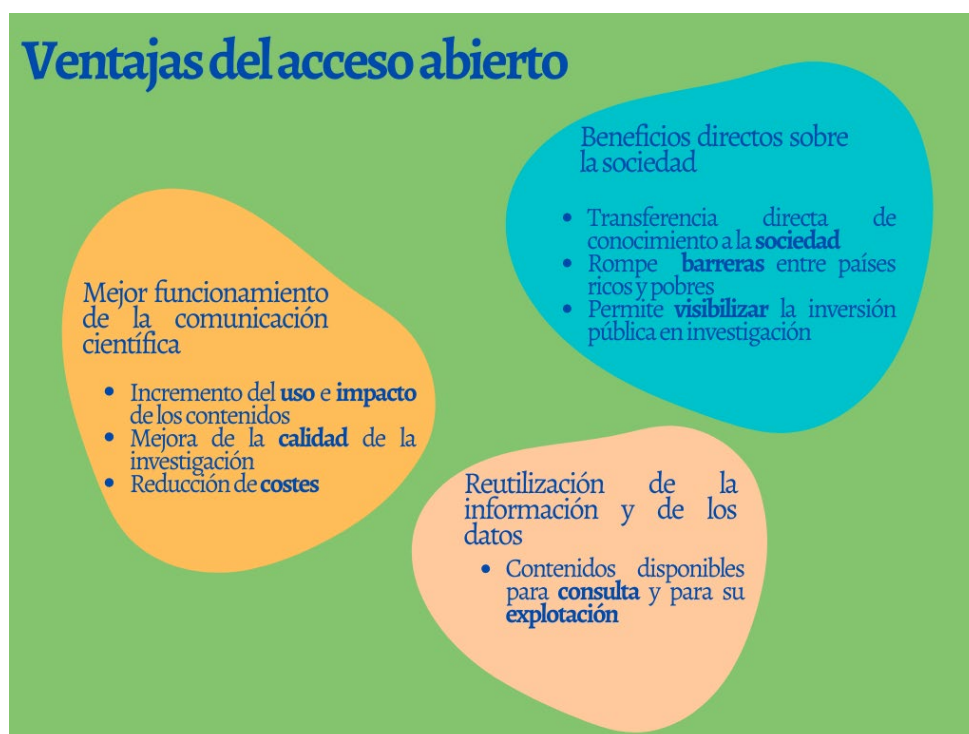 Ventajas del acceso abierto
Mejor funcionamiento
de la comunicación
científica
• Incremento del uso e impacto
de los contenidos
• Mejora de la calidad de la
investigación
• Reducción de costes
Beneficios directos sobre
la sociedad
• Transferencia directa de
conocimiento a la sociedad
• Rompe barreras entre países
ricos y pobres
• Permite visibilizar la inversión
pública en investigación
Reutilización de la
información y de los
datos
• Contenidos disponibles
para consulta y para su
explotación